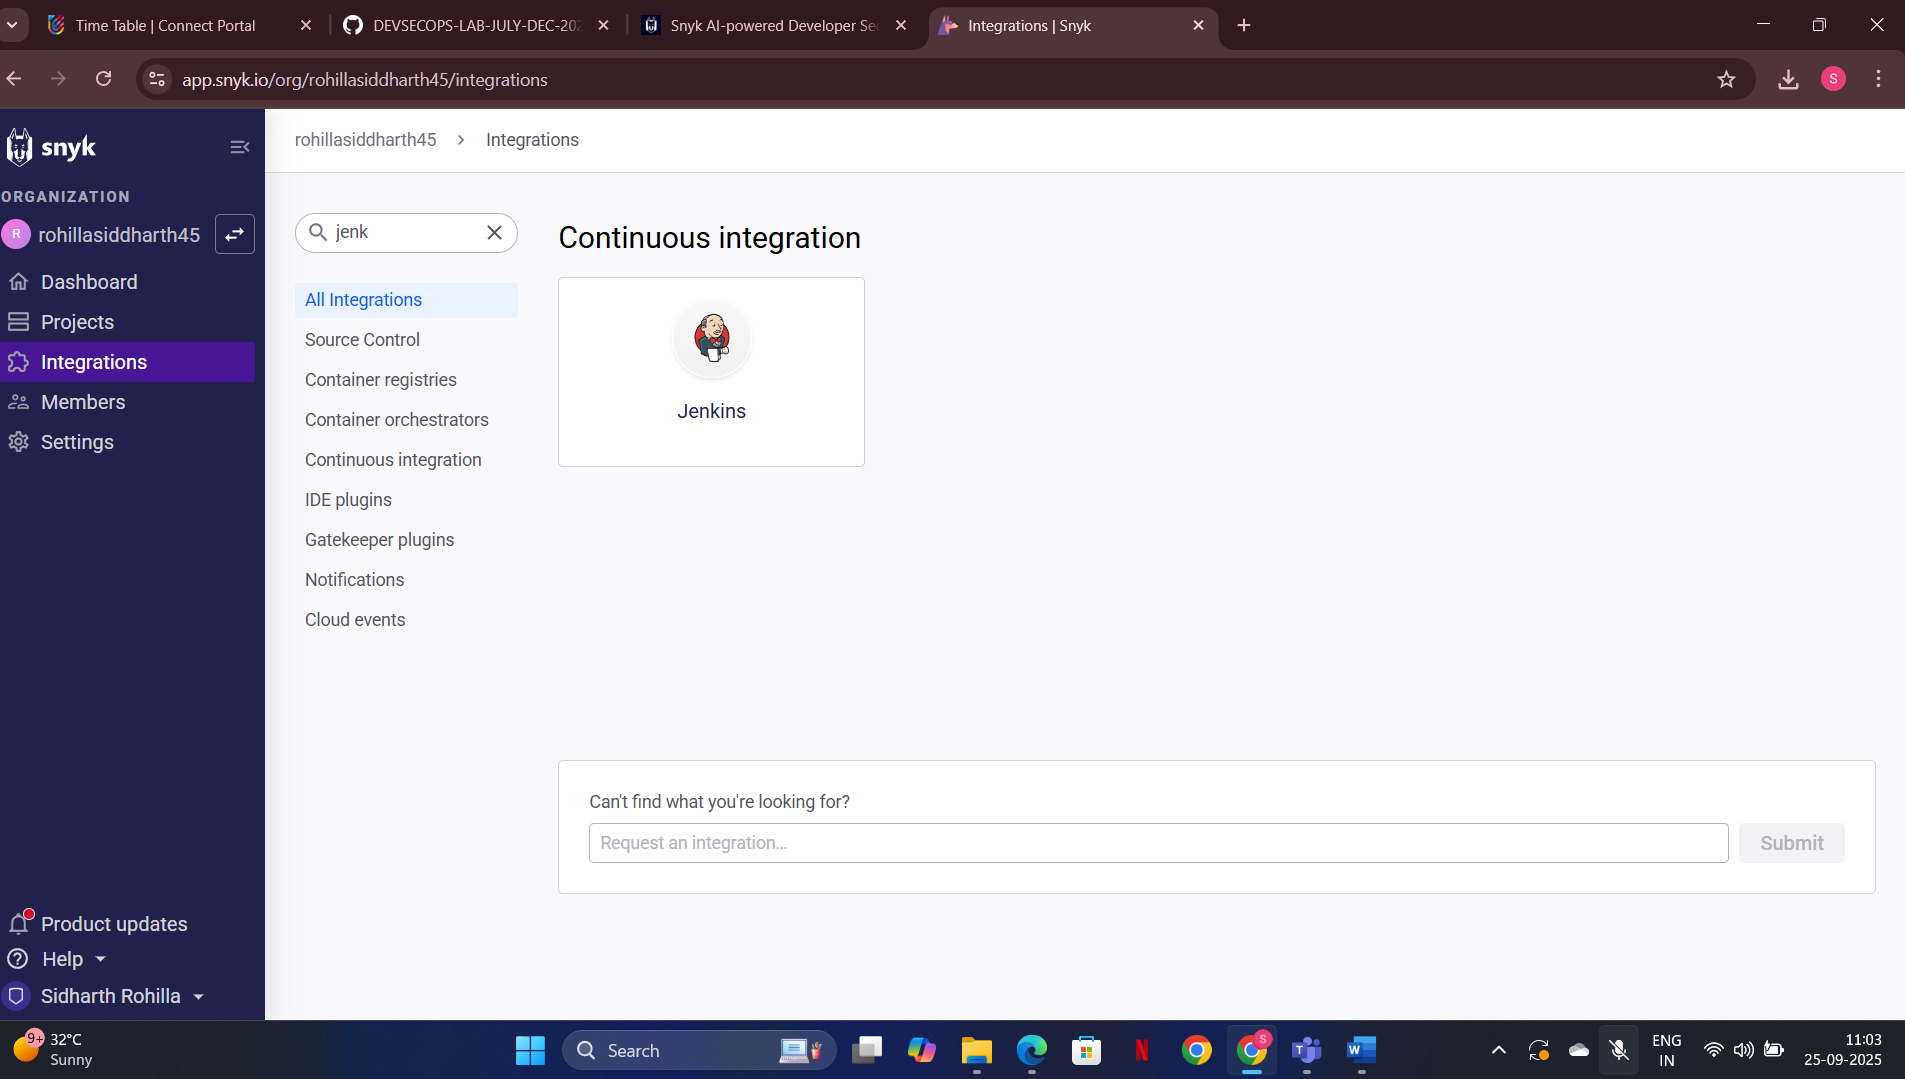 Time Table | Connect Portal
DEVSECOPS-LAB-JULY-DEC-202
Snyk AI-powered Developer Sec
Integrations | Snyk
app.snyk.io/org/rohillasiddharth45/integrations
S
snyk
ORGANIZATION
R
rohillasiddharth45
Dashboard
Projects
Integrations
Members
Settings
Product updates
Help
Sidharth Rohilla
rohillasiddharth45 > Integrations
jenk
All Integrations
Source Control
Container registries
Container orchestrators
Continuous integration
IDE plugins
Gatekeeper plugins
Notifications
Cloud events
Continuous integration
Jenkins
Can't find what you're looking for?
Request an integration...
Submit
9+
32°C
Sunny
Search
N
S
T
W
ENG
IN
11:03
25-09-2025